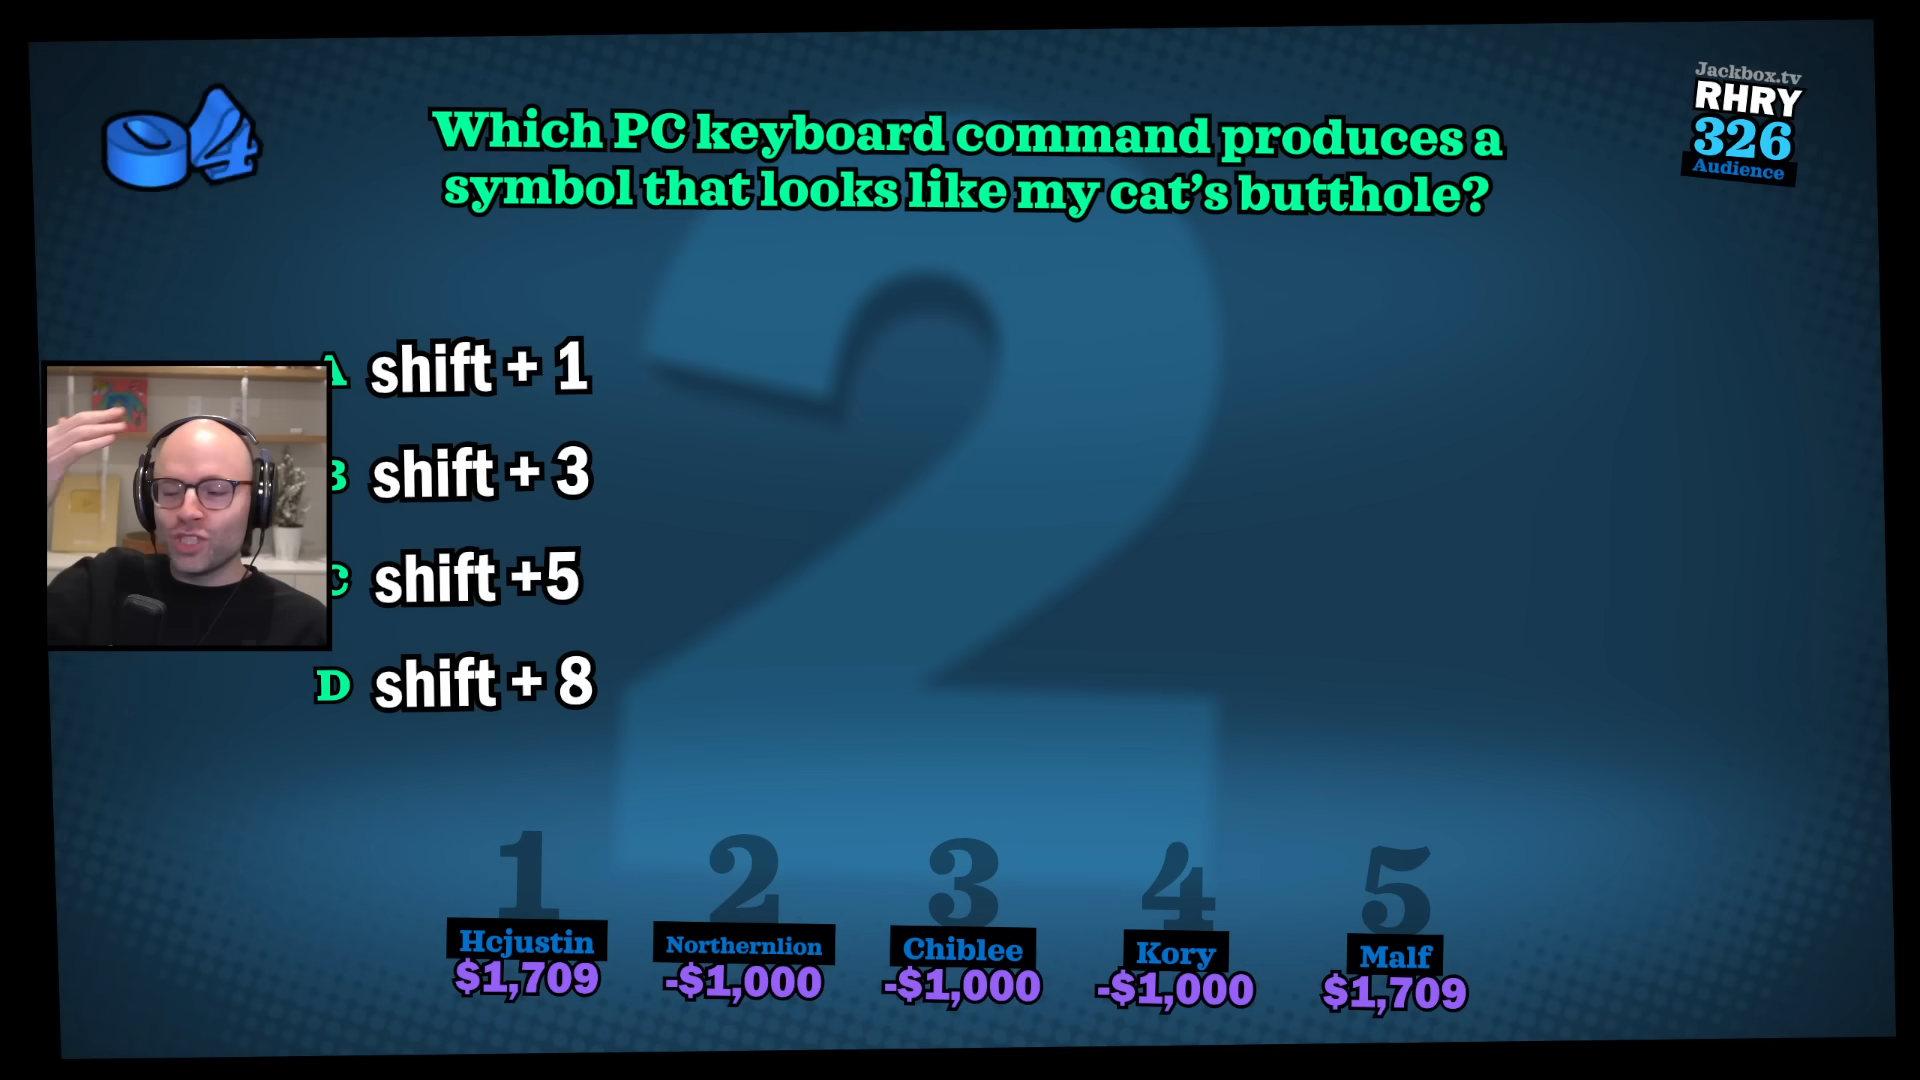 04
Which PC keyboard command produces a
symbol that looks like my cat's butthole?
Jackbox.tv
RHRY
326
Audience
A shift + 1
B shift + 3
C shift +5
D shift + 8
2
1 2 3 4 5
Hcjustin Northernlion Chiblee Kory Malf
$1,709 -$1,000 -$1,000 -$1,000 $1,709